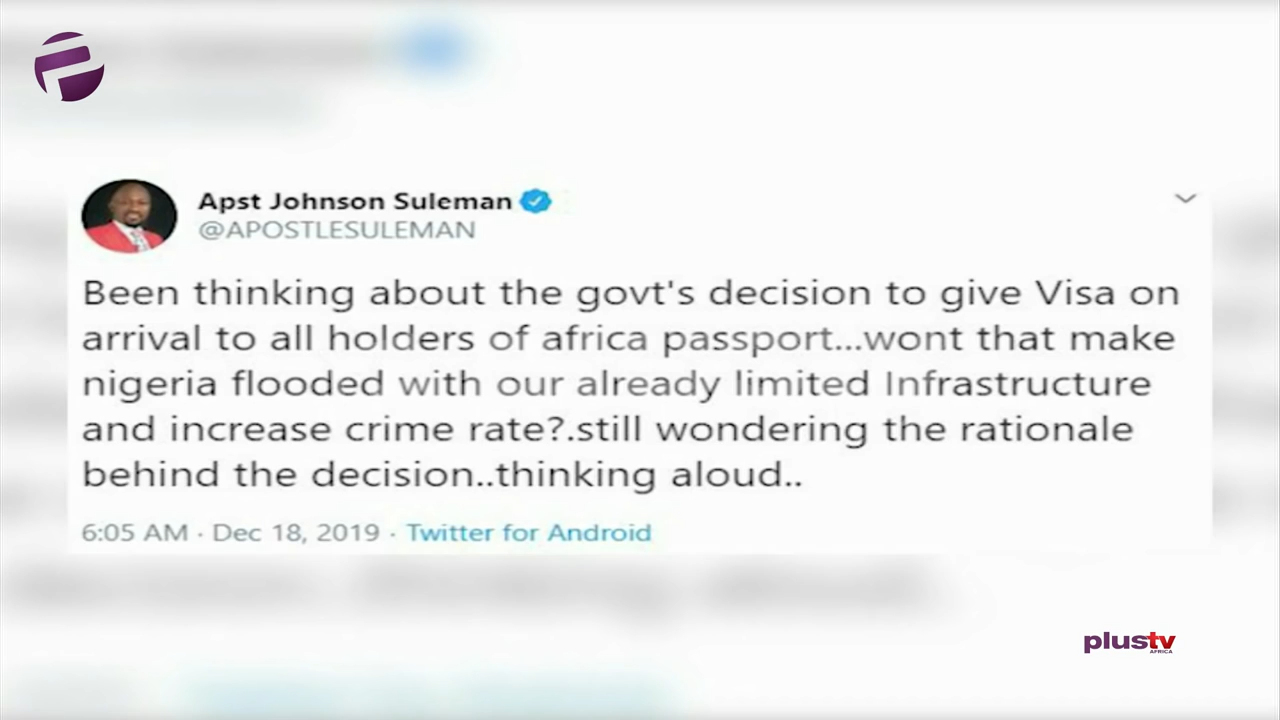 Apst Johnson Suleman
@APOSTLESULEMAN
Been thinking about the govt's decision to give Visa on
arrival to all holders of africa passport...wont that make
nigeria flooded with our already limited Infrastructure
and increase crime rate?.still wondering the rationale
behind the decision..thinking aloud..
6:05 AM · Dec 18, 2019 · Twitter for Android
plustv
AFRICA